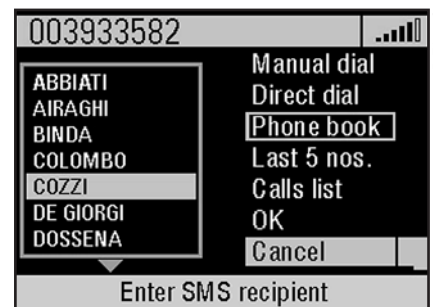 003933582
ABBIATI
AIRAGHI
BINDA
COLOMBO
COZZI
DE GIORGI
DOSSENA
Manual dial
Direct dial
Phone book
Last 5 nos.
Calls list
OK
Cancel
Enter SMS recipient